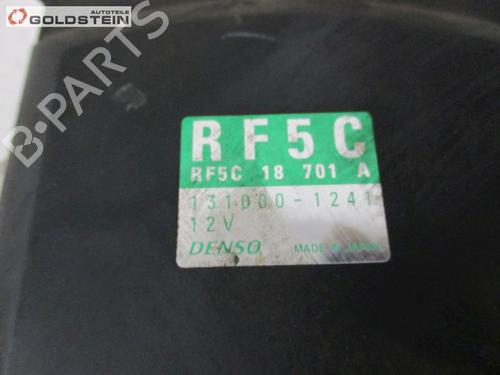 AUTOTEILE
GOLDSTEIN
B-PARTS
RF5C
RF5C 18 701 A
131000-1241
12V
DENSO MADE IN JAPAN